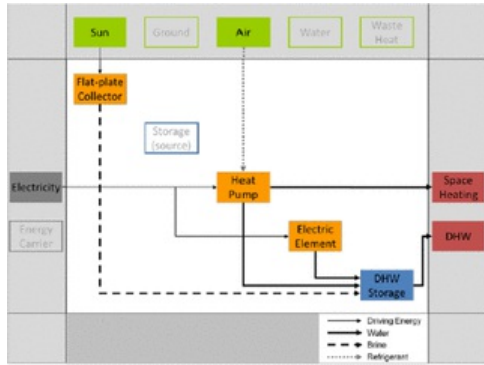 Sun
Ground
Air
Water
Waste
Heat
Flat-plate
Collector
Storage
(source)
Electricity
Heat
Pump
Space
Heating
Energy
Carrier
Electric
Element
DHW
DHW
Storage
Driving Energy
Water
Brine
Refrigerant